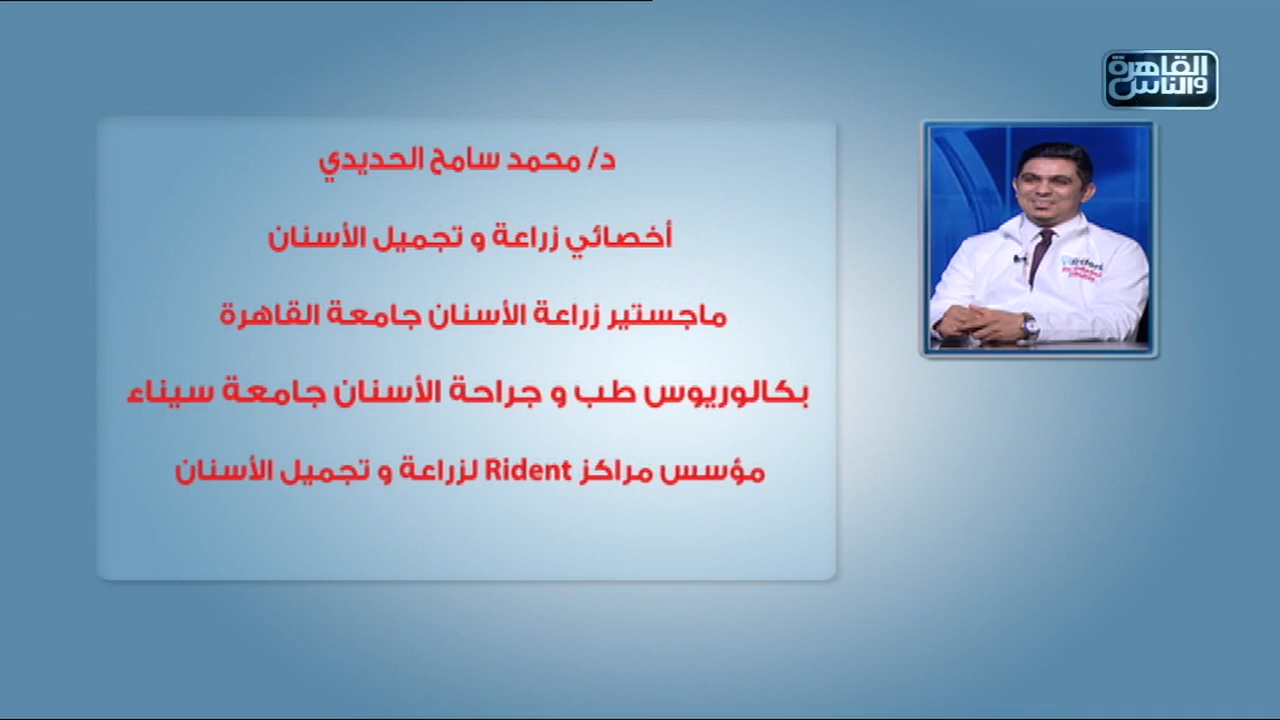 القاهرة
والناس
د/ محمد سامح الحديدي
أخصائي زراعة و تجميل الأسنان
ماجستير زراعة الأسنان جامعة القاهرة
بكالوريوس طب و جراحة الأسنان جامعة سيناء
مؤسس مراكز Rident لزراعة و تجميل الأسنان